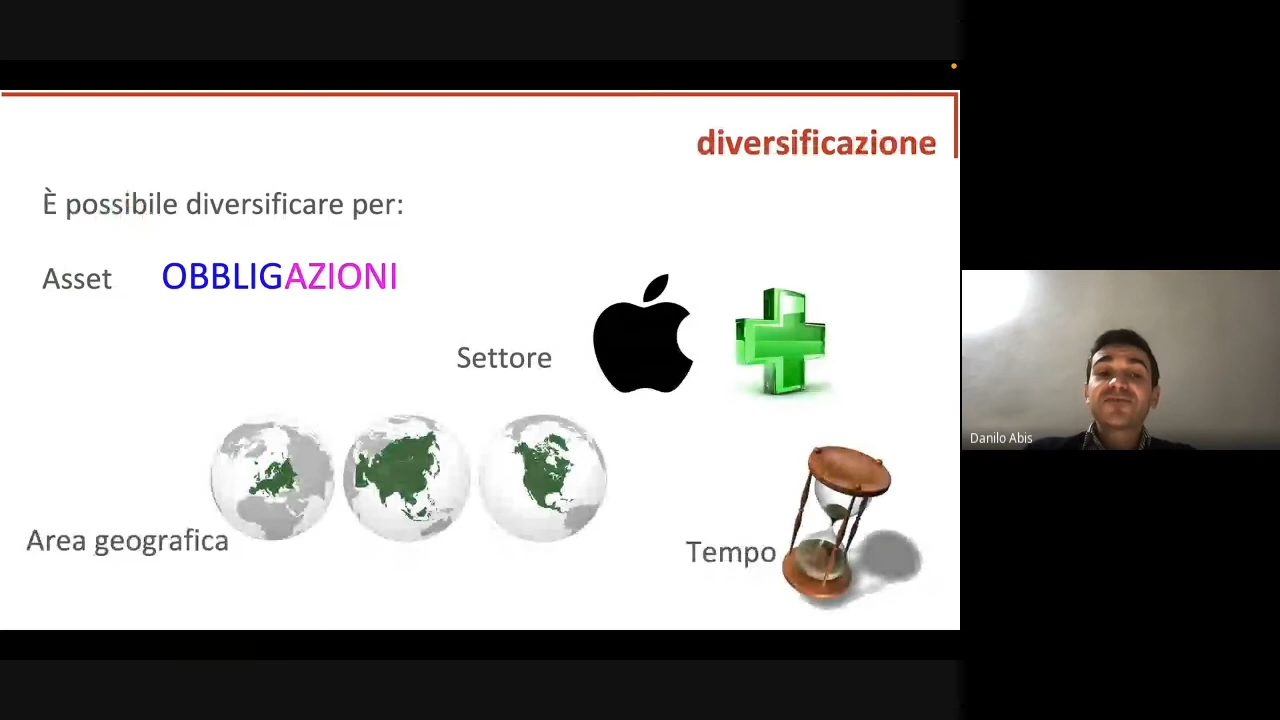 diversificazione
È possibile diversificare per:
Asset OBBLIGAZIONI
Settore
Area geografica
Tempo
Danilo Abis